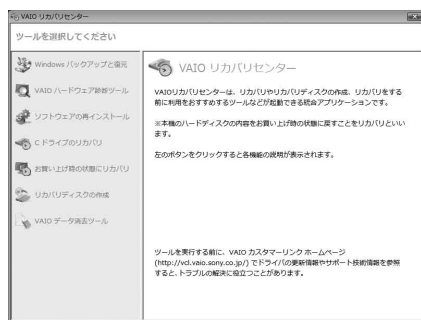 VAIO リカバリセンター
ツールを選択してください
Windows バックアップと復元
VAIO ハードウェア診断ツール
ソフトウェアの再インストール
C ドライブのリカバリ
お買い上げ時の状態にリカバリ
リカバリディスクの作成
VAIO データ消去ツール
VAIO リカバリセンター
VAIOリカバリセンターは、リカバリやリカバリディスクの作成、リカバリをする
前に利用をおすすめするツールなどが起動できる統合アプリケーションです。
※本機のハードディスクの内容をお買い上げ時の状態に戻すことをリカバリといい
ます。
左のボタンをクリックすると各機能の説明が表示されます。
ツールを実行する前に、VAIO カスタマーリンク ホームページ
(http://vcl.vaio.sony.co.jp/) でドライバの更新情報やサポート技術情報を参照
すると、トラブルの解決に役立つことがあります。